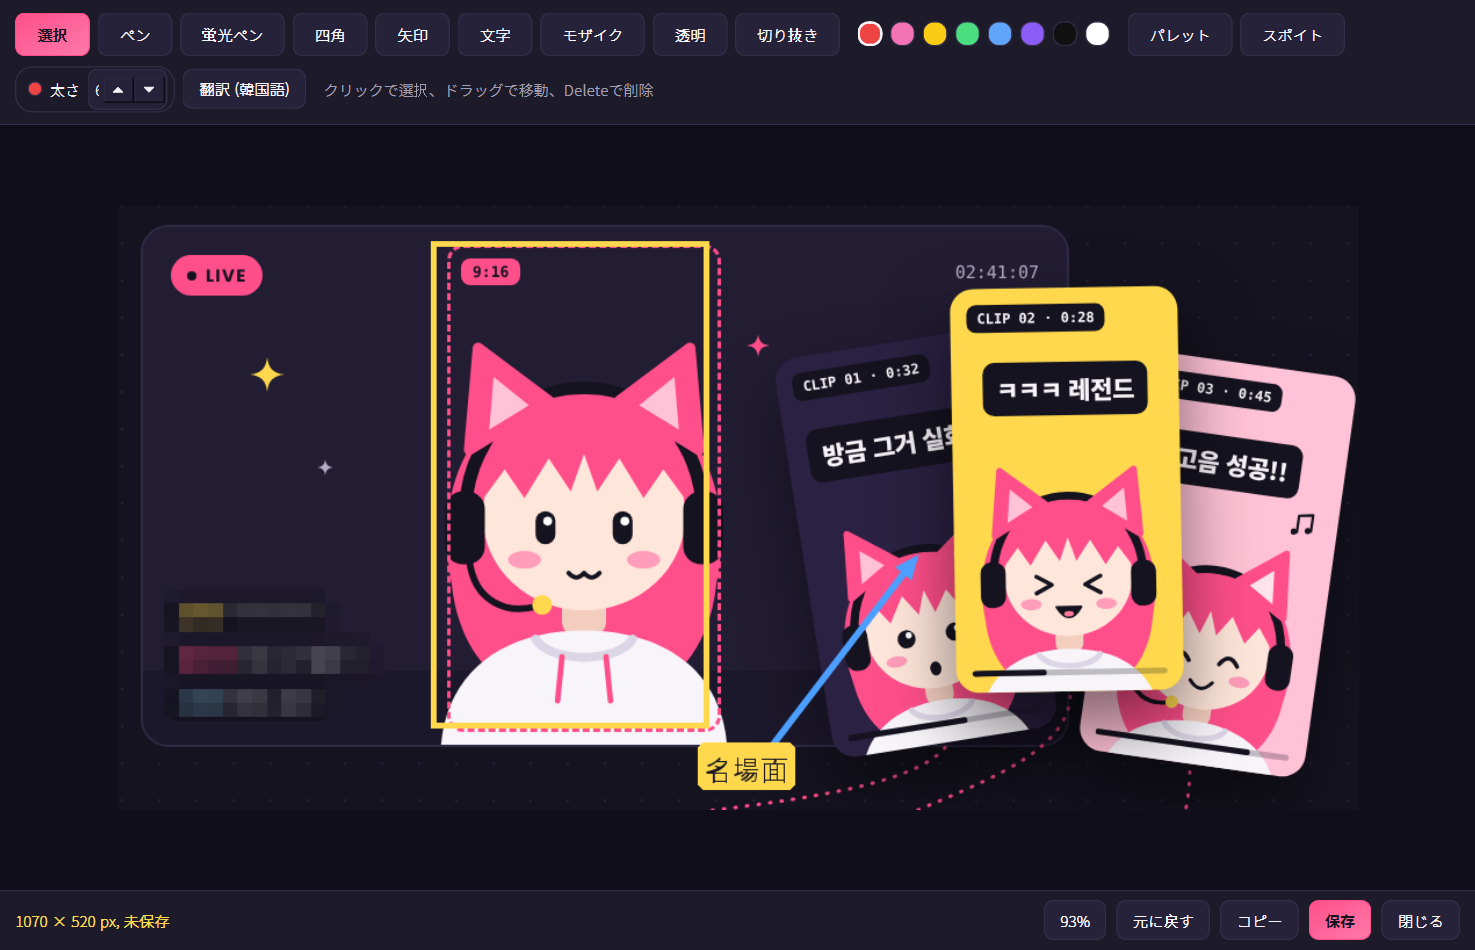 選択 ペン 蛍光ペン 四角 矢印 文字 モザイク 透明 切り抜き パレット スポイト
太さ 翻訳 (韓国語) クリックで選択、ドラッグで移動、Deleteで削除
LIVE
9:16
02:41:07
CLIP 01 · 0:32
방금 그거
CLIP 02 · 0:28
ㅋㅋㅋ 레전드
03 · 0:45
고음 성공!!
名場面
1070 × 520 px, 未保存
93% 元に戻す コピー 保存 閉じる